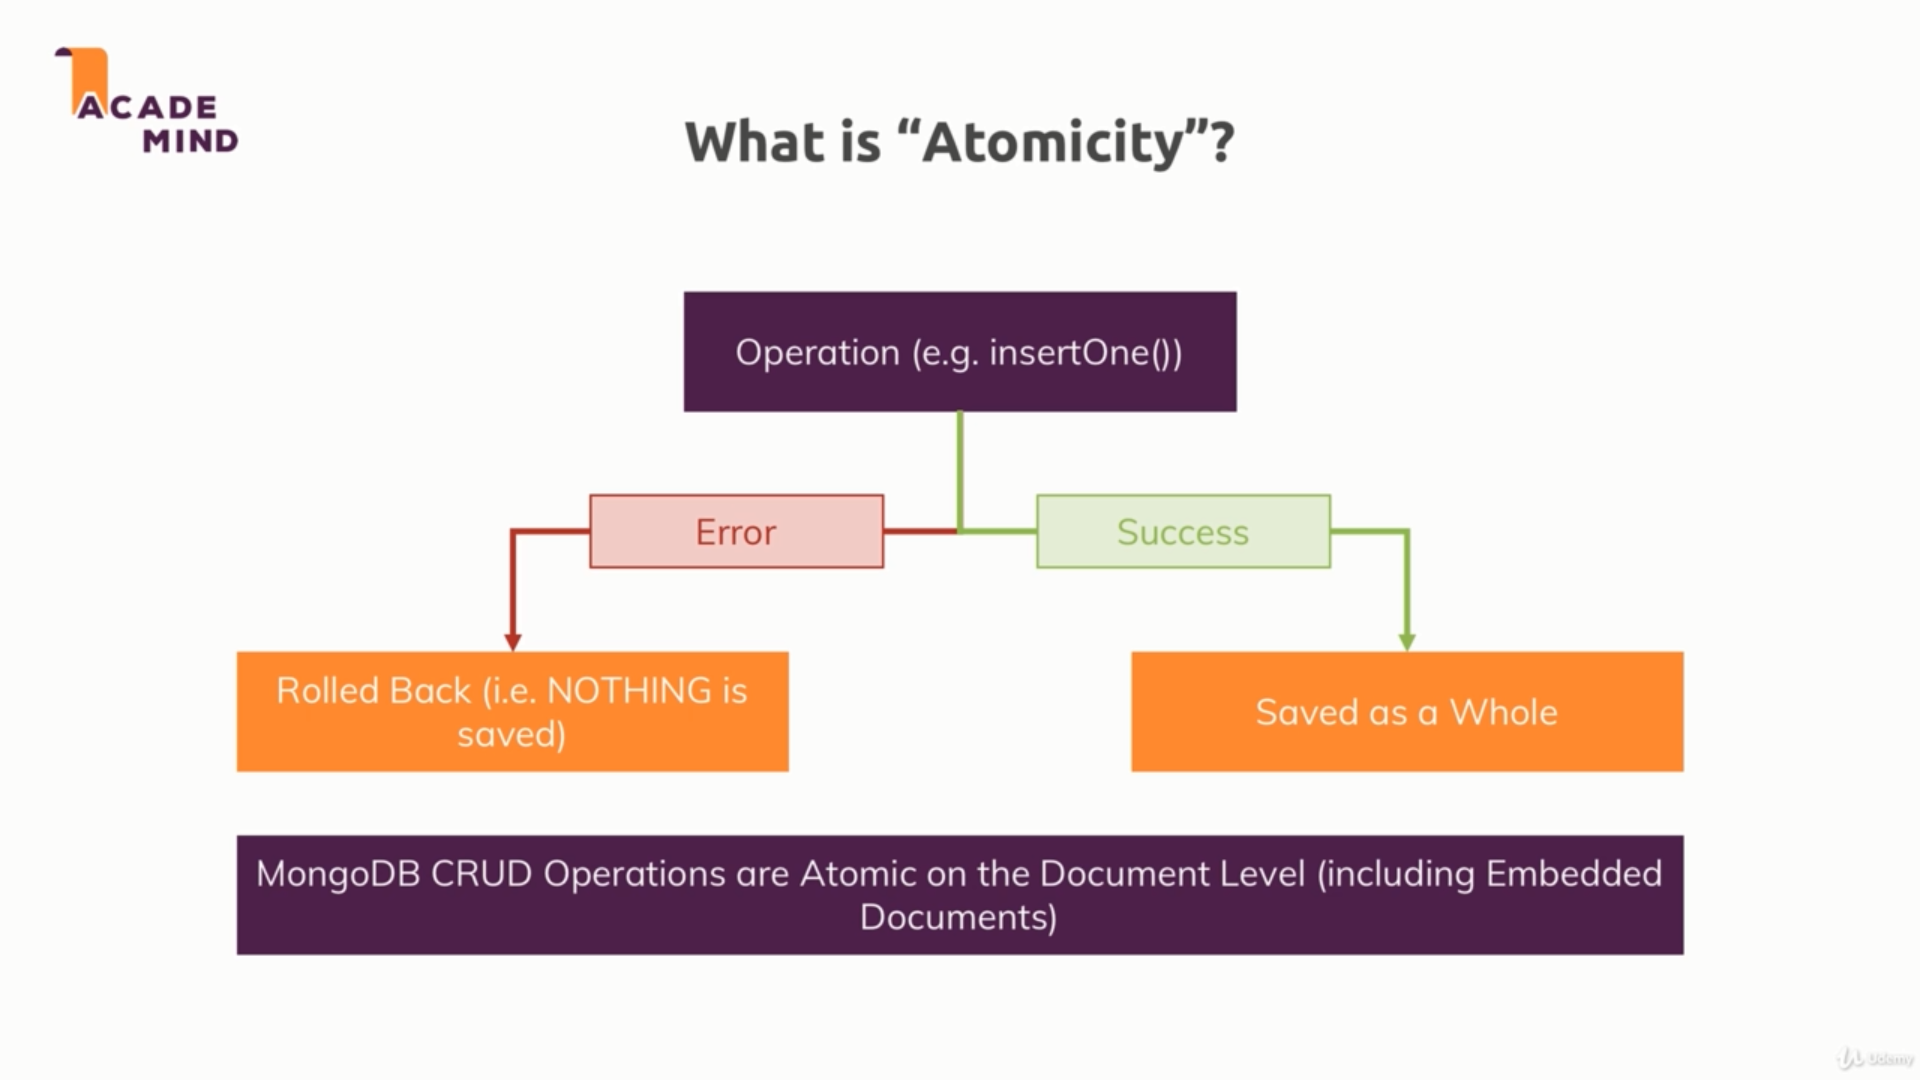 ACADE
MIND
What is “Atomicity”?
Operation (e.g. insertOne())
Error
Success
Rolled Back (i.e. NOTHING is
saved)
Saved as a Whole
MongoDB CRUD Operations are Atomic on the Document Level (including Embedded
Documents)
Udemy